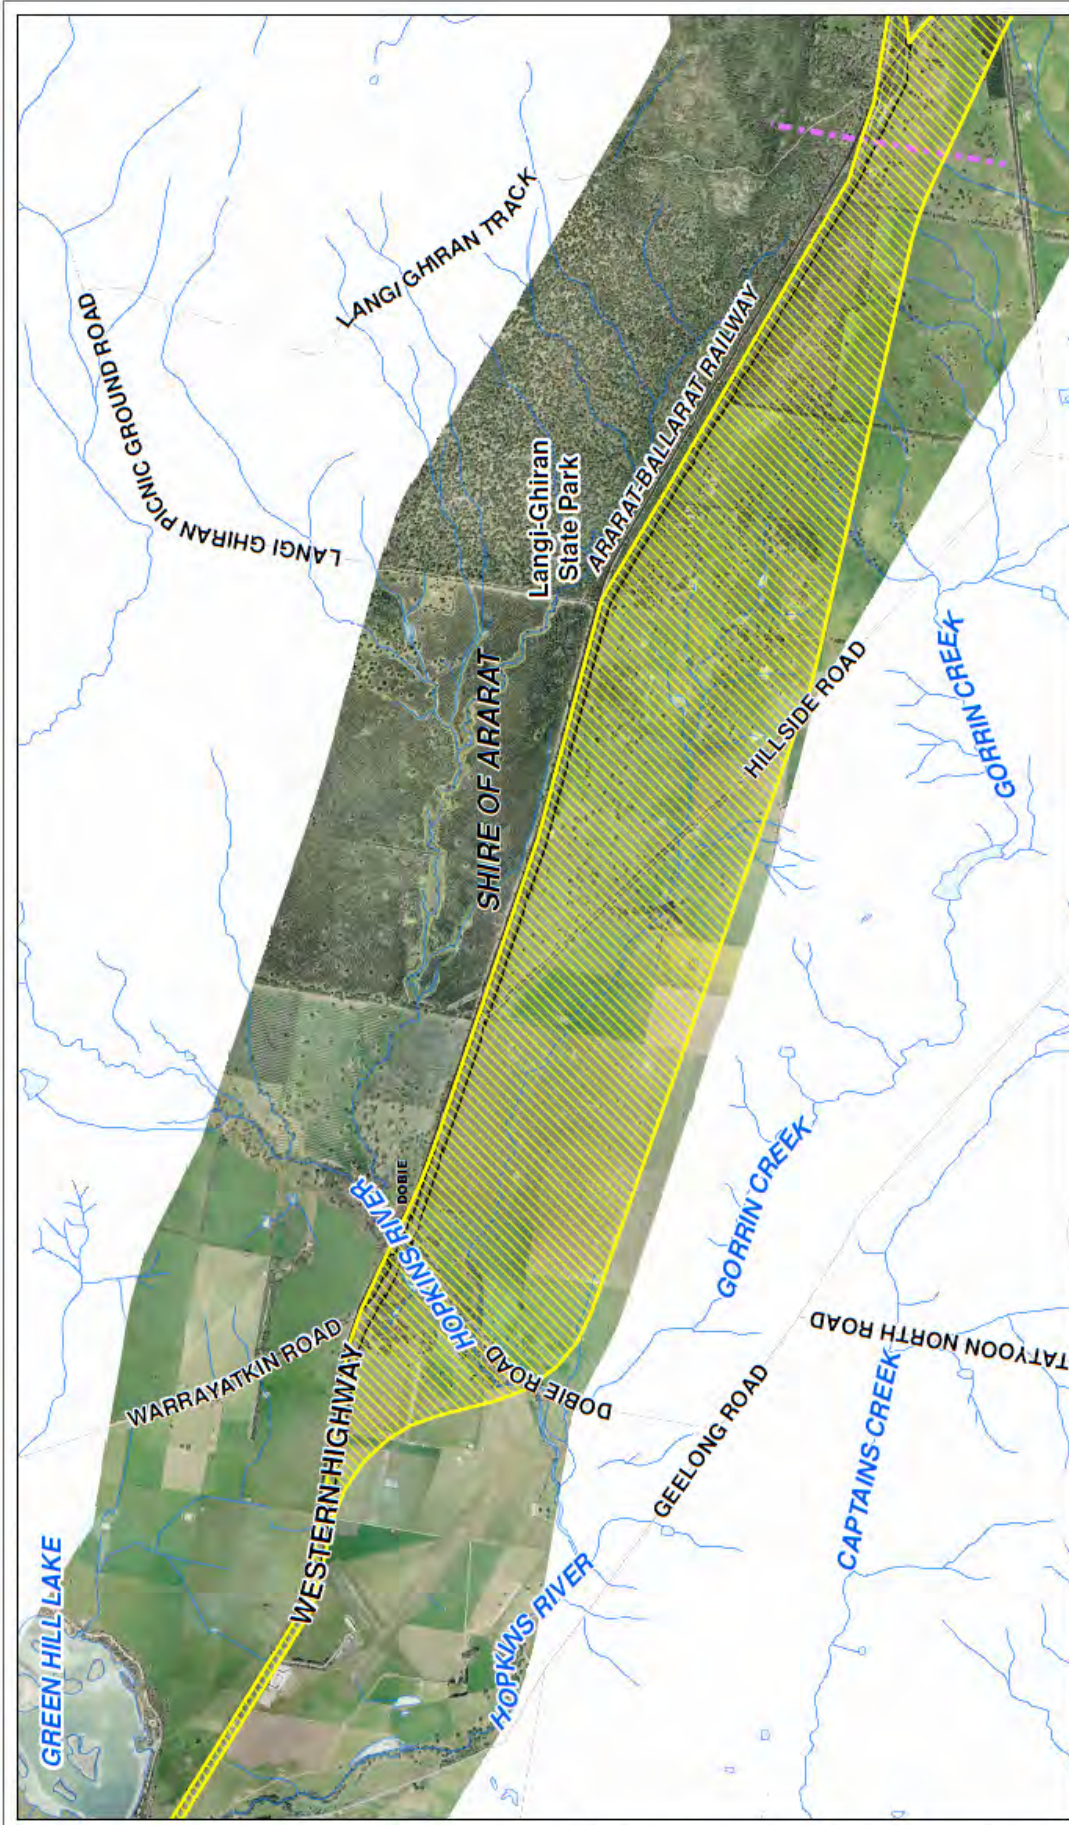 LANGI GHIRAN TRACK
LANGI GHIRAN PICNIC GROUND ROAD
ARARAT-BALLARAT RAILWAY
Langi-Ghiran
State Park
SHIRE OF ARARAT
HILLSIDE ROAD
GORRIN CREEK
GORRIN CREEK
DOBIE
HOPKINS RIVER
WARRAYATKIN ROAD
WESTERN HIGHWAY
DOBIE ROAD
GEELONG ROAD
TATYOON NORTH ROAD
CAPTAINS CREEK
HOPKINS RIVER
GREEN HILL LAKE